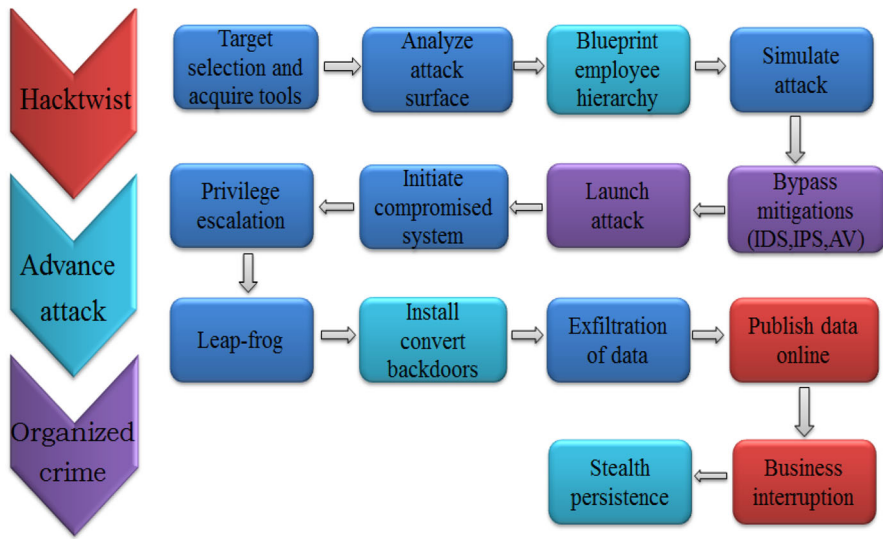 Hacktwist
Advance
attack
Organized
crime
Target
selection and
acquire tools
Analyze
attack
surface
Blueprint
employee
hierarchy
Simulate
attack
Bypass
mitigations
(IDS,IPS,AV)
Launch
attack
Initiate
compromised
system
Privilege
escalation
Leap-frog
Install
convert
backdoors
Exfiltration
of data
Publish data
online
Business
interruption
Stealth
persistence